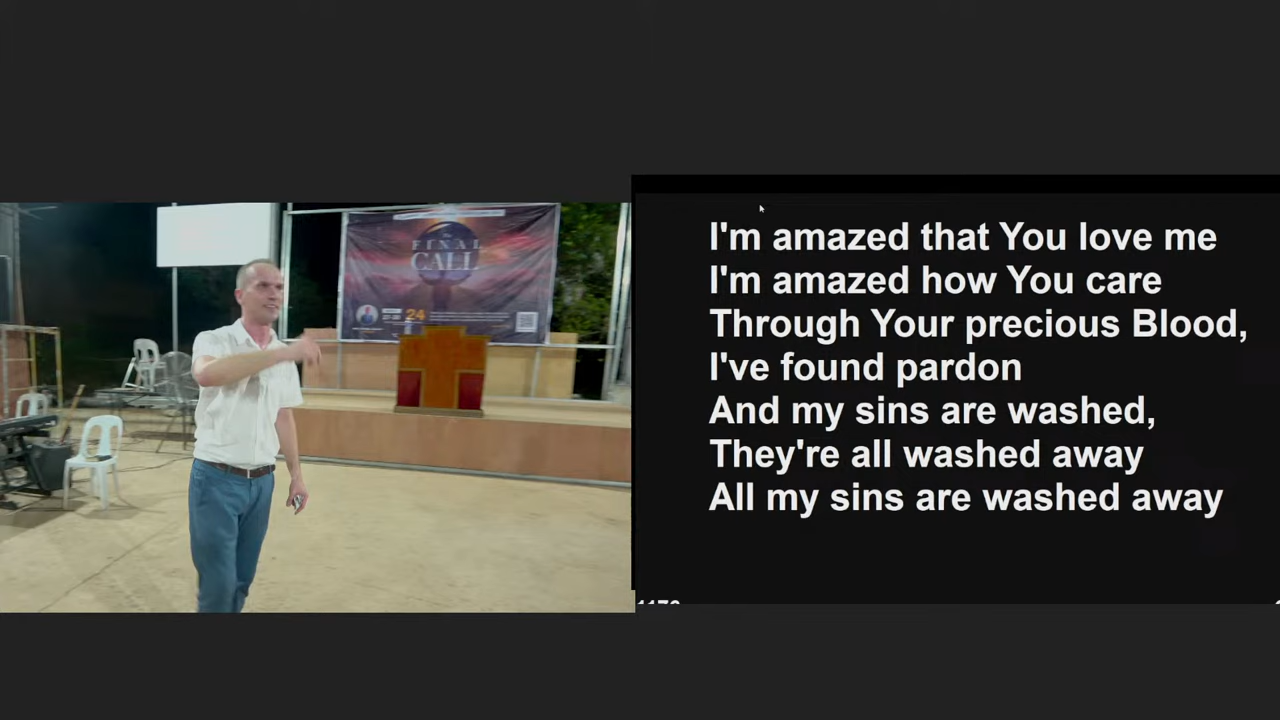 FINAL
CALL
24
I'm amazed that You love me
I'm amazed how You care
Through Your precious Blood,
I've found pardon
And my sins are washed,
They're all washed away
All my sins are washed away